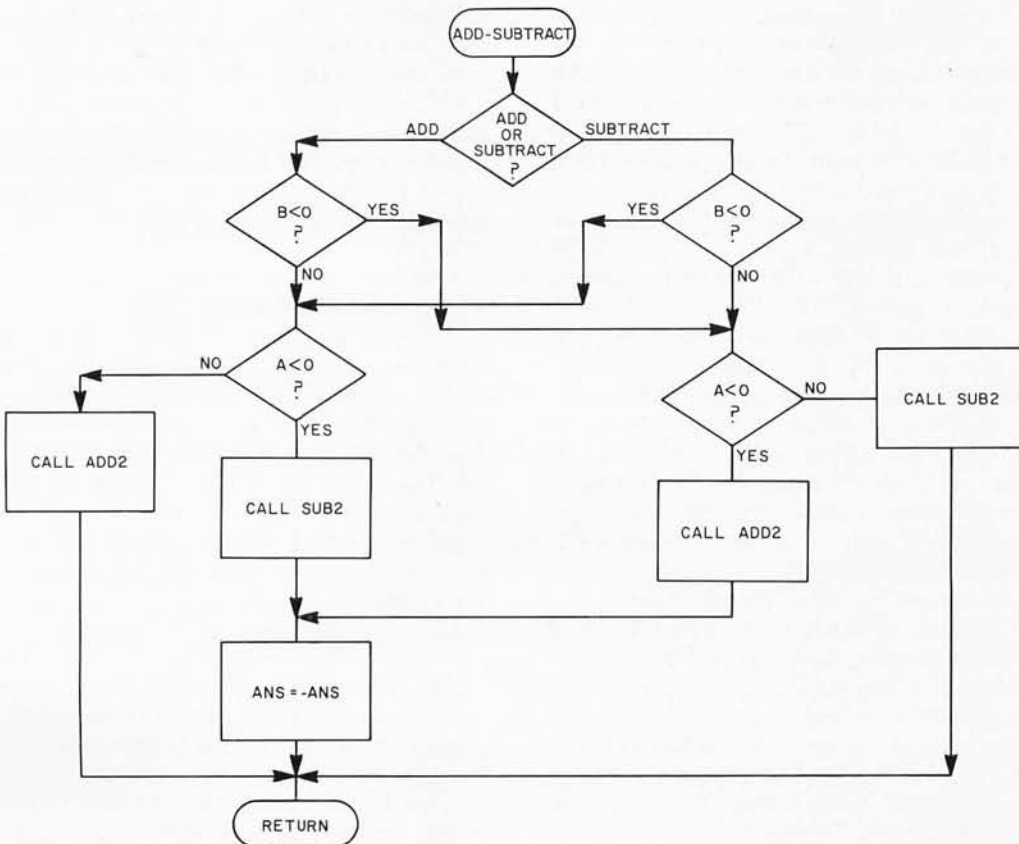 ADD-SUBTRACT
ADD
OR
SUBTRACT
?
ADD
SUBTRACT
B<0
?
YES
NO
YES
B<0
?
NO
A<0
?
NO
YES
A<0
?
NO
YES
CALL SUB2
CALL ADD2
CALL SUB2
CALL ADD2
ANS=-ANS
RETURN